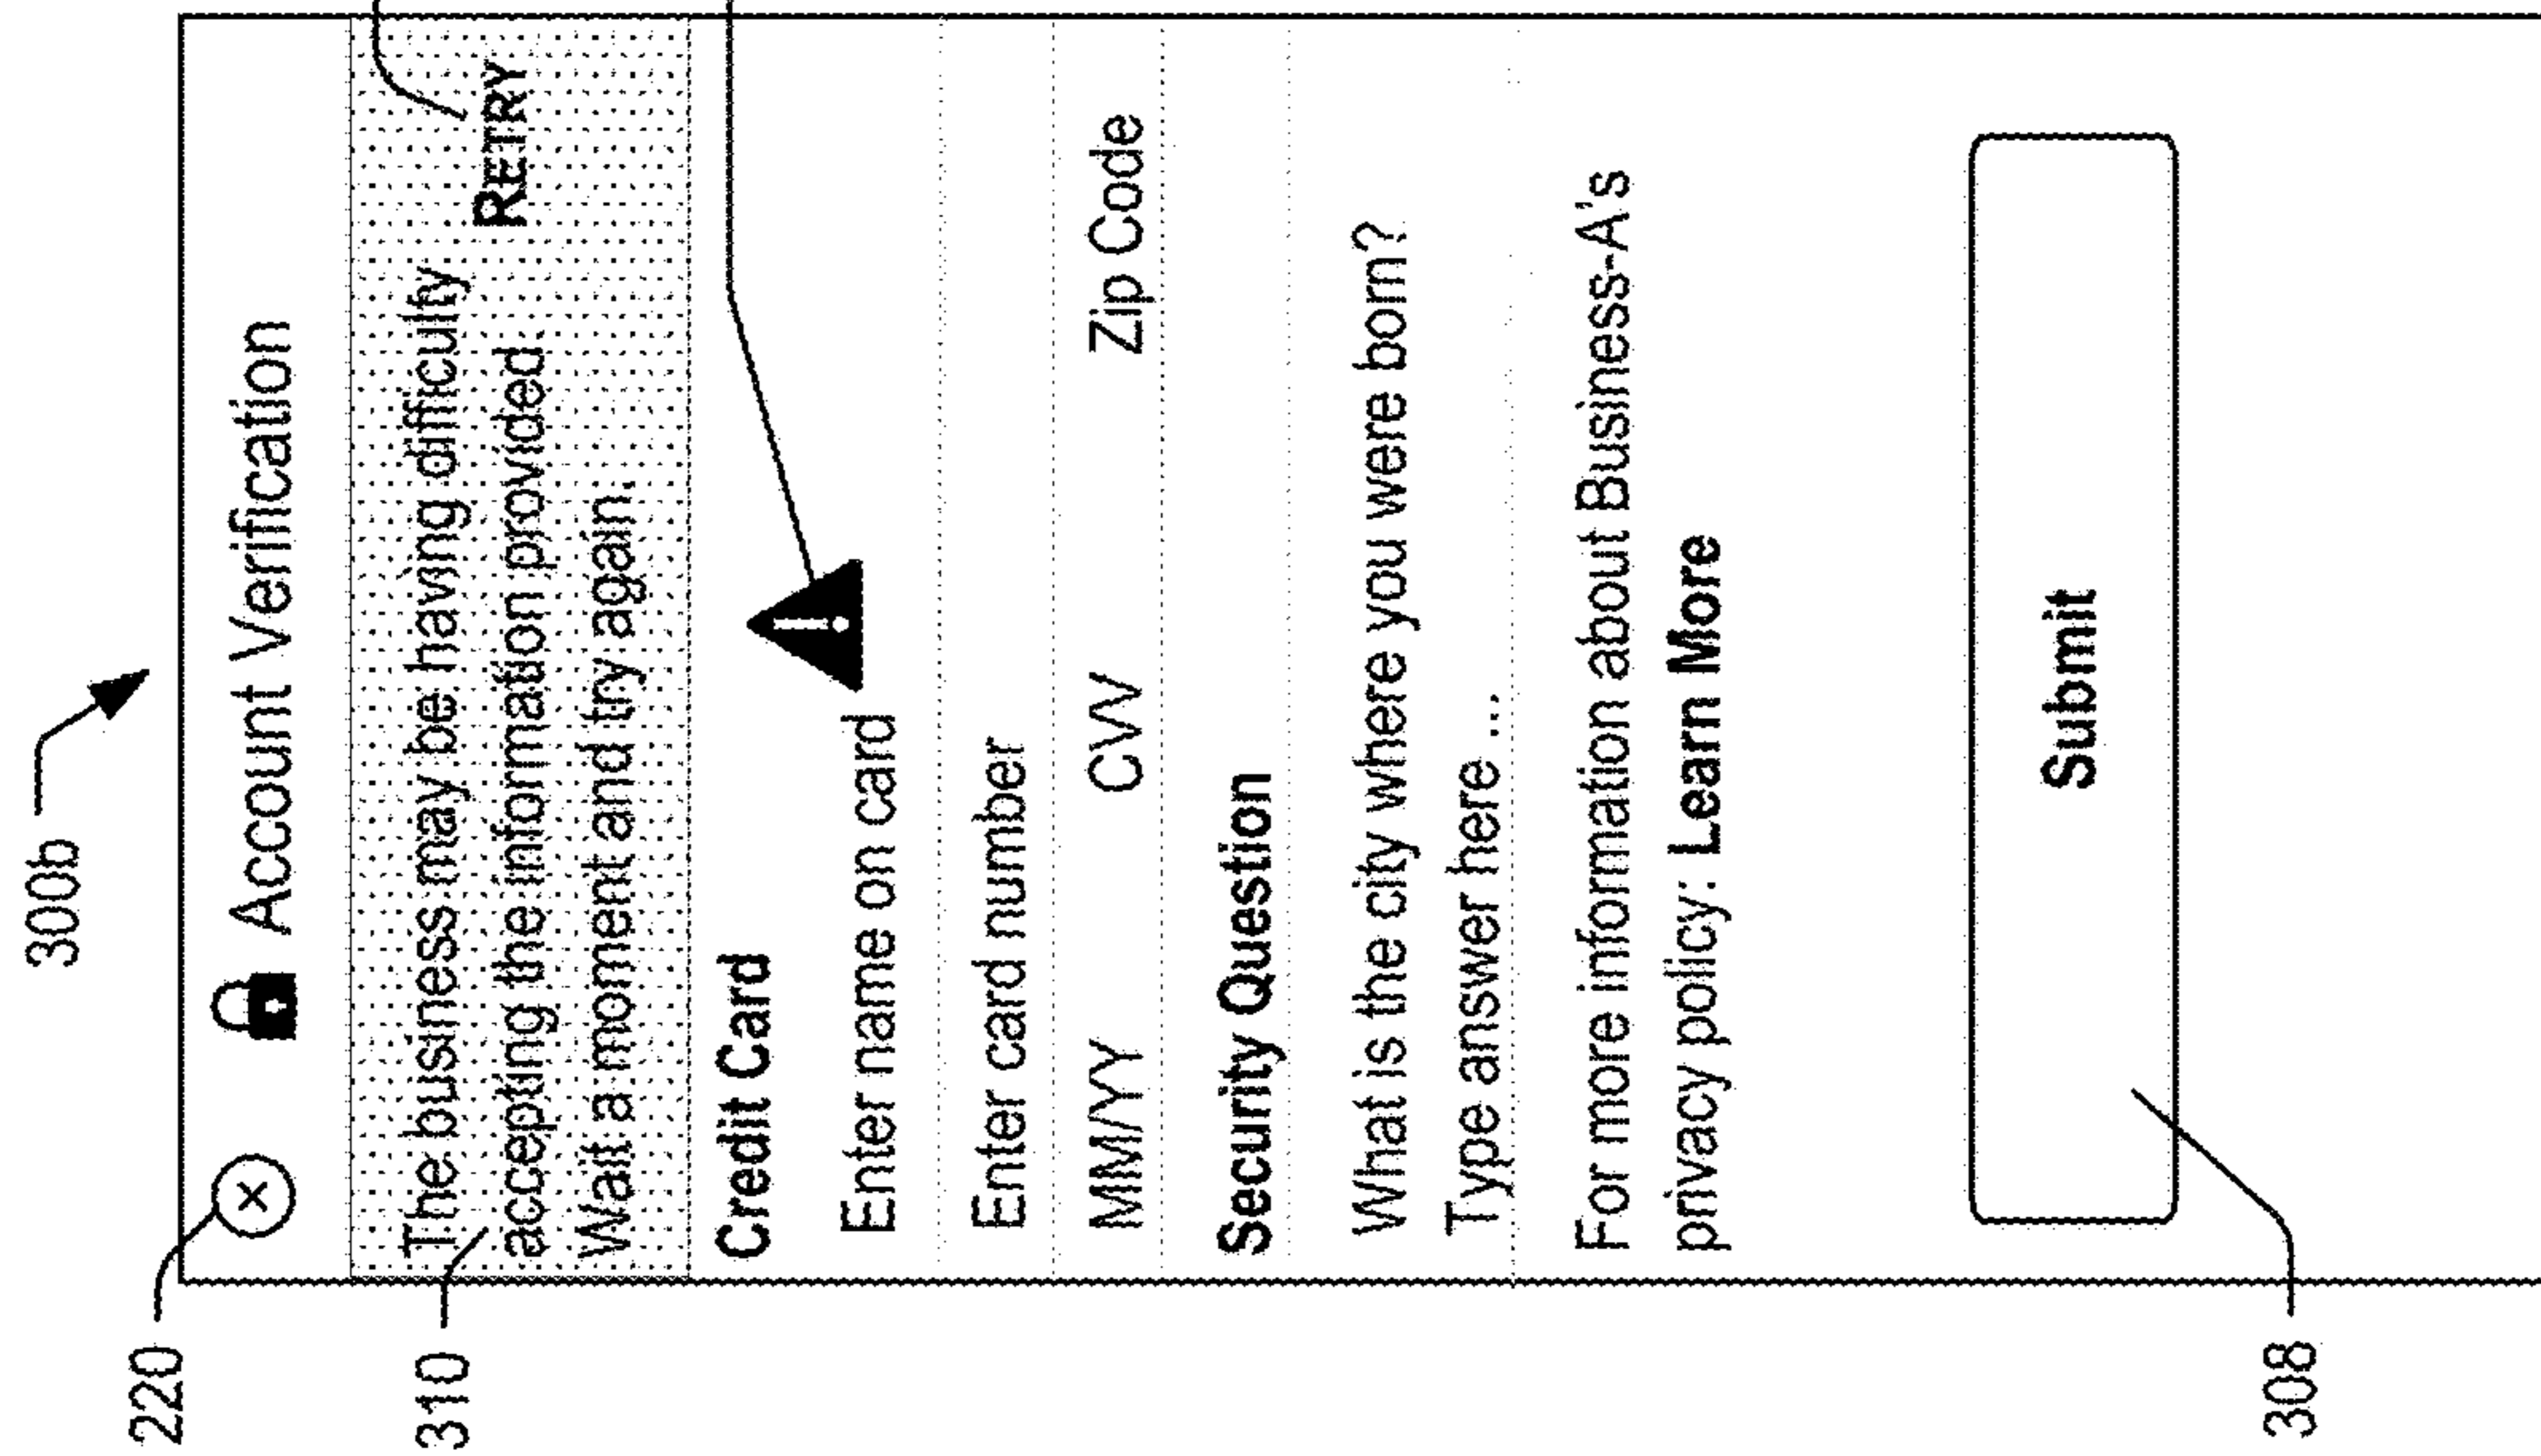 300b
220
Account Verification
310
The business may be having difficulty
accepting the information provided.
Wait a moment and try again.
RETRY
Credit Card
Enter name on card
Enter card number
MM/YY CVV Zip Code
Security Question
What is the city where you were born?
Type answer here ...
For more information about Business-A's
privacy policy: Learn More
Submit
308